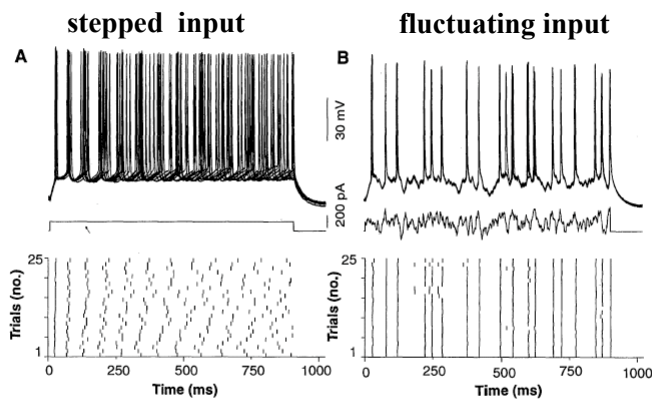 stepped input
fluctuating input
A
B
30 mV
200 pA
Trials (no.)
25
1
0
250
500
750
1000
Time (ms)
Trials (no.)
25
1
0
250
500
750
1000
Time (ms)